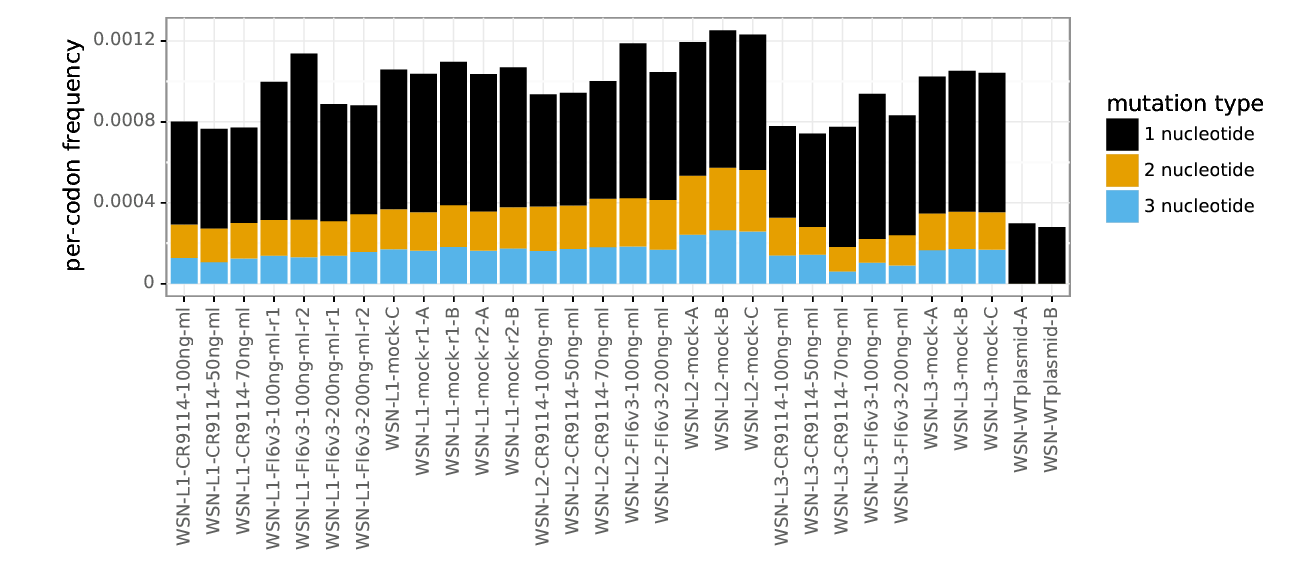 per-codon frequency
0.0012
0.0008
0.0004
0
WSN-L1-CR9114-100ng-ml
WSN-L1-CR9114-50ng-ml
WSN-L1-CR9114-70ng-ml
WSN-L1-FI6v3-100ng-ml-r1
WSN-L1-FI6v3-100ng-ml-r2
WSN-L1-FI6v3-200ng-ml-r1
WSN-L1-FI6v3-200ng-ml-r2
WSN-L1-mock-C
WSN-L1-mock-r1-A
WSN-L1-mock-r1-B
WSN-L1-mock-r2-A
WSN-L1-mock-r2-B
WSN-L2-CR9114-100ng-ml
WSN-L2-CR9114-50ng-ml
WSN-L2-CR9114-70ng-ml
WSN-L2-FI6v3-100ng-ml
WSN-L2-FI6v3-200ng-ml
WSN-L2-mock-A
WSN-L2-mock-B
WSN-L2-mock-C
WSN-L3-CR9114-100ng-ml
WSN-L3-CR9114-50ng-ml
WSN-L3-CR9114-70ng-ml
WSN-L3-FI6v3-100ng-ml
WSN-L3-FI6v3-200ng-ml
WSN-L3-mock-A
WSN-L3-mock-B
WSN-L3-mock-C
WSN-WTplasmid-A
WSN-WTplasmid-B
mutation type
1 nucleotide
2 nucleotide
3 nucleotide